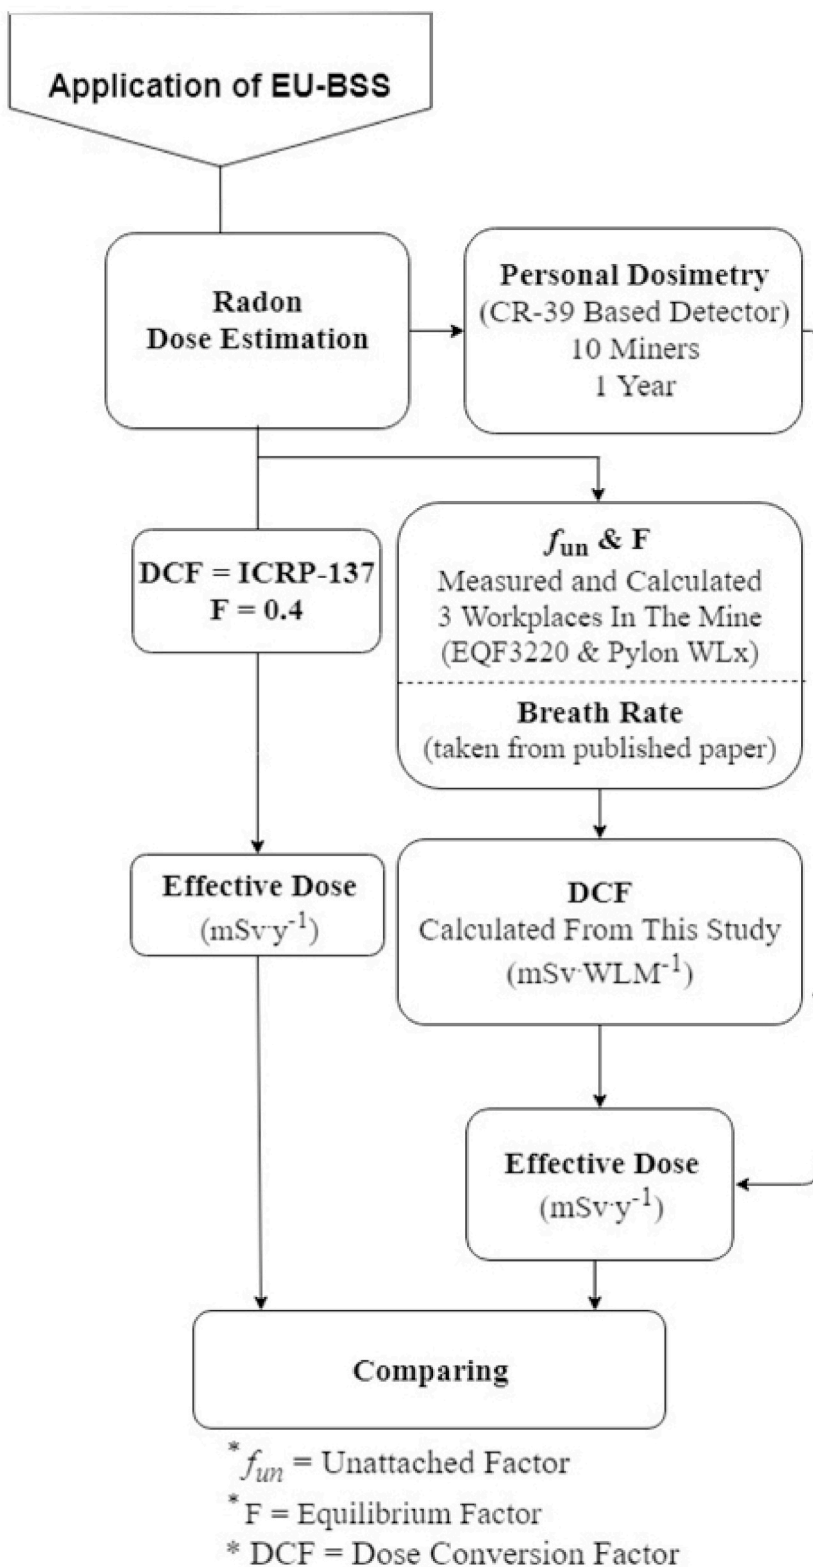 Application of EU-BSS
Radon
Dose Estimation
Personal Dosimetry
(CR-39 Based Detector)
10 Miners
1 Year
DCF = ICRP-137
F = 0.4
f_un & F
Measured and Calculated
3 Workplaces In The Mine
(EQF3220 & Pylon WLx)
Breath Rate
(taken from published paper)
Effective Dose
(mSv·y⁻¹)
DCF
Calculated From This Study
(mSv·WLM⁻¹)
Effective Dose
(mSv·y⁻¹)
Comparing
* f_un = Unattached Factor
* F = Equilibrium Factor
* DCF = Dose Conversion Factor